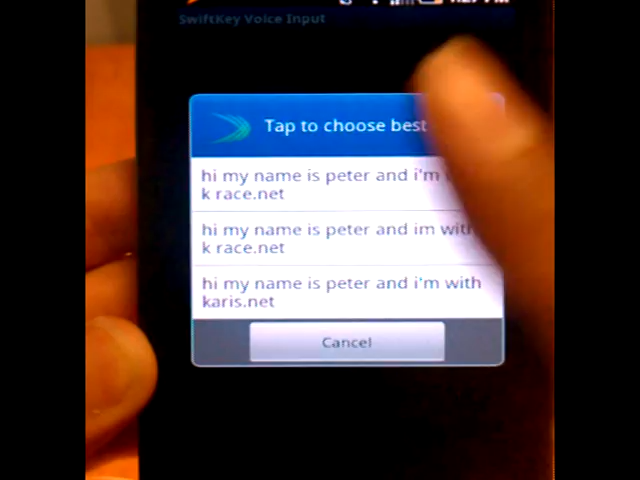 SwiftKey Voice Input
Tap to choose best
hi my name is peter and i'm
k race.net
hi my name is peter and im with
k race.net
hi my name is peter and i'm with
karis.net
Cancel